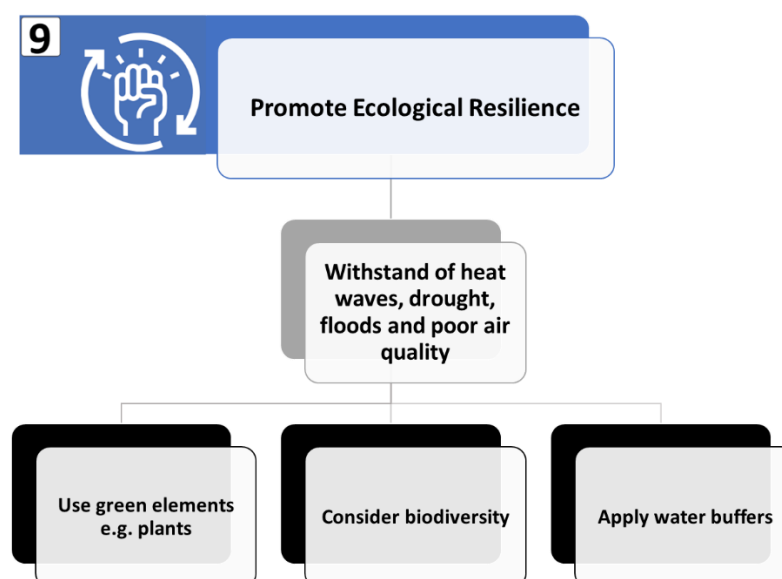 9
Promote Ecological Resilience
Withstand of heat
waves, drought,
floods and poor air
quality
Use green elements
e.g. plants
Consider biodiversity
Apply water buffers